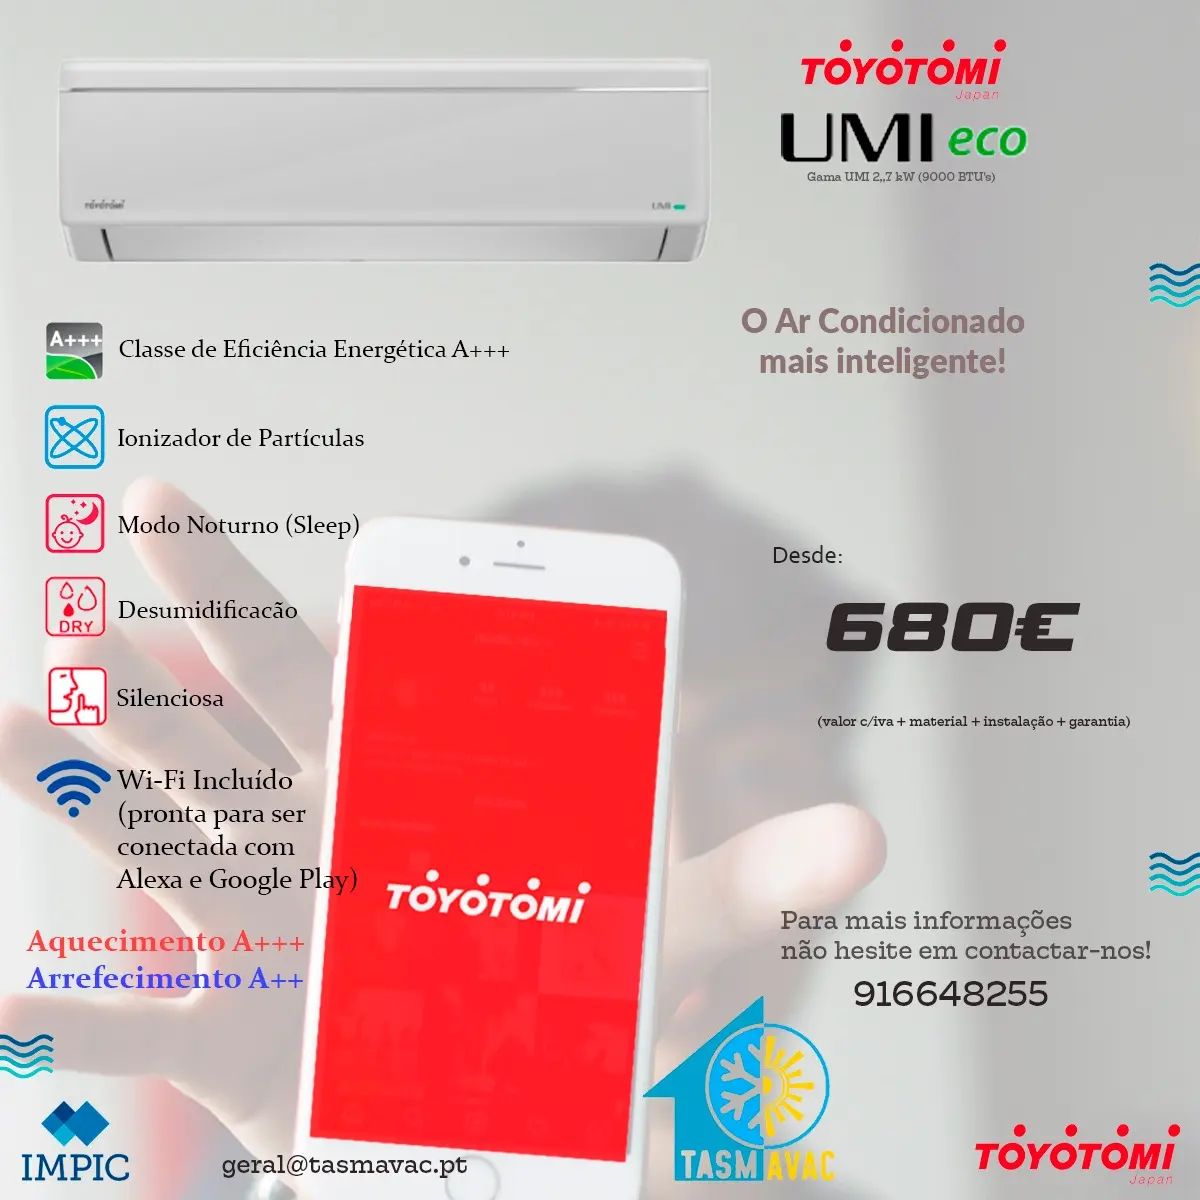 TOYOTOMI
Japan
UMI eco
Gama UMI 2,,7 kW (9000 BTU's)
TOYOTOMI
UMI
O Ar Condicionado
mais inteligente!
A+++
Classe de Eficiência Energética A+++
Ionizador de Partículas
Modo Noturno (Sleep)
DRY
Desumidificacão
Silenciosa
Wi-Fi Incluído
(pronta para ser
conectada com
Alexa e Google Play)
Aquecimento A+++
Arrefecimento A++
TOYOTOMI
Desde:
680€
(valor c/iva + material + instalação + garantia)
Para mais informações
não hesite em contactar-nos!
916648255
IMPIC
geral@tasmavac.pt
TASMAVAC
TOYOTOMI
Japan